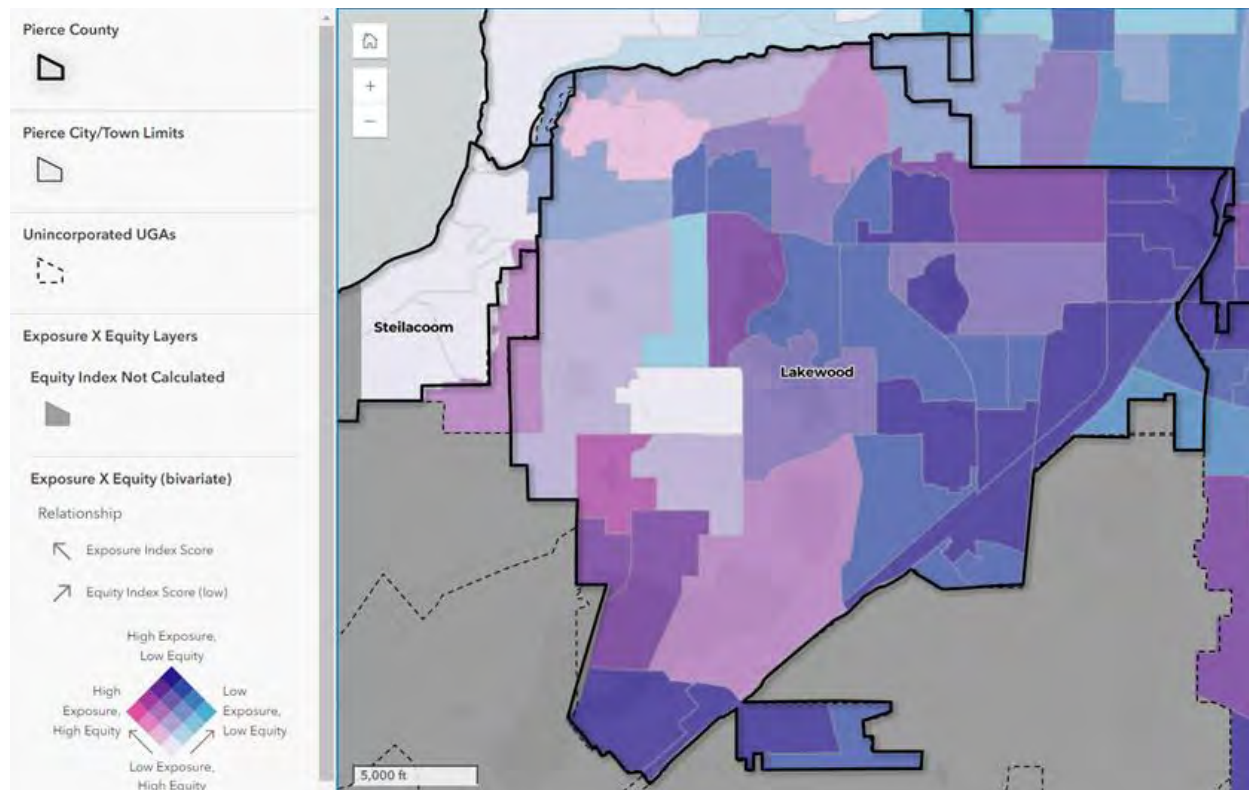 Pierce County
Pierce City/Town Limits
Unincorporated UGAs
Exposure X Equity Layers
Equity Index Not Calculated
Exposure X Equity (bivariate)
Relationship
Exposure Index Score
Equity Index Score (low)
High Exposure,
Low Equity
High
Exposure,
High Equity
Low
Exposure,
Low Equity
Low Exposure,
High Equity
+
−
Steilacoom
Lakewood
5,000 ft